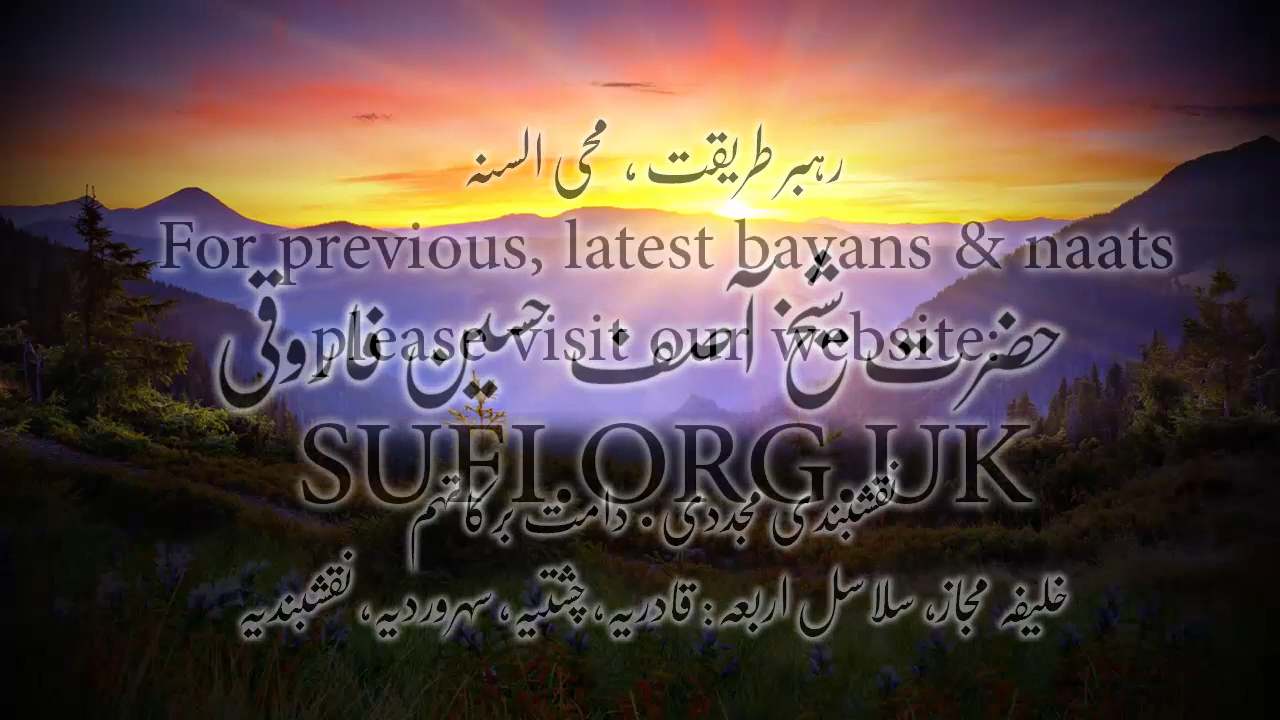 رہبر طریقت ، محی السنہ
For previous, latest bayans & naats
حضرت شیخ آصف حسین فاروقی
please visit our website:
SUFI.ORG.UK
نقشبندی مجددی . دامت برکاتہم
خلیفہ مجاز، سلاسل اربعہ: قادریہ، چشتیہ، سہروردیہ، نقشبندیہ